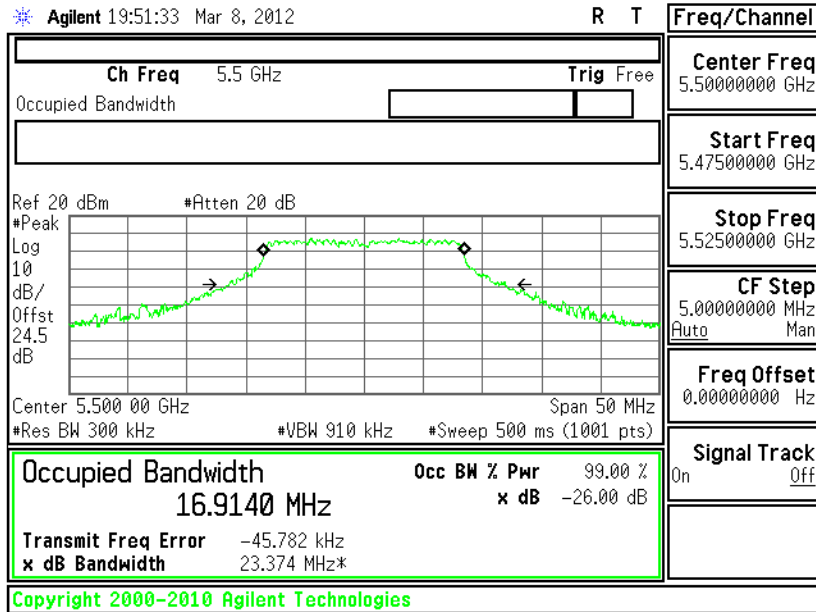 Agilent 19:51:33 Mar 8, 2012 R T
Freq/Channel
Ch Freq 5.5 GHz Trig Free
Occupied Bandwidth
Center Freq
5.50000000 GHz
Start Freq
5.47500000 GHz
Stop Freq
5.52500000 GHz
CF Step
5.00000000 MHz
Auto Man
Freq Offset
0.00000000 Hz
Signal Track
On Off
Ref 20 dBm #Atten 20 dB
#Peak
Log
10
dB/
Offst
24.5
dB
Center 5.500 00 GHz Span 50 MHz
#Res BW 300 kHz #VBW 910 kHz #Sweep 500 ms (1001 pts)
Occupied Bandwidth Occ BW % Pwr 99.00 %
16.9140 MHz x dB -26.00 dB
Transmit Freq Error -45.782 kHz
x dB Bandwidth 23.374 MHz*
Copyright 2000-2010 Agilent Technologies